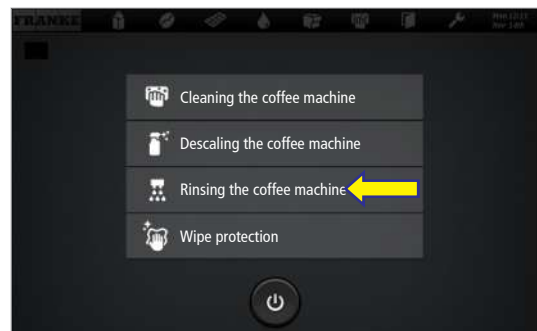 FRANKE
Cleaning the coffee machine
Descaling the coffee machine
Rinsing the coffee machine
Wipe protection